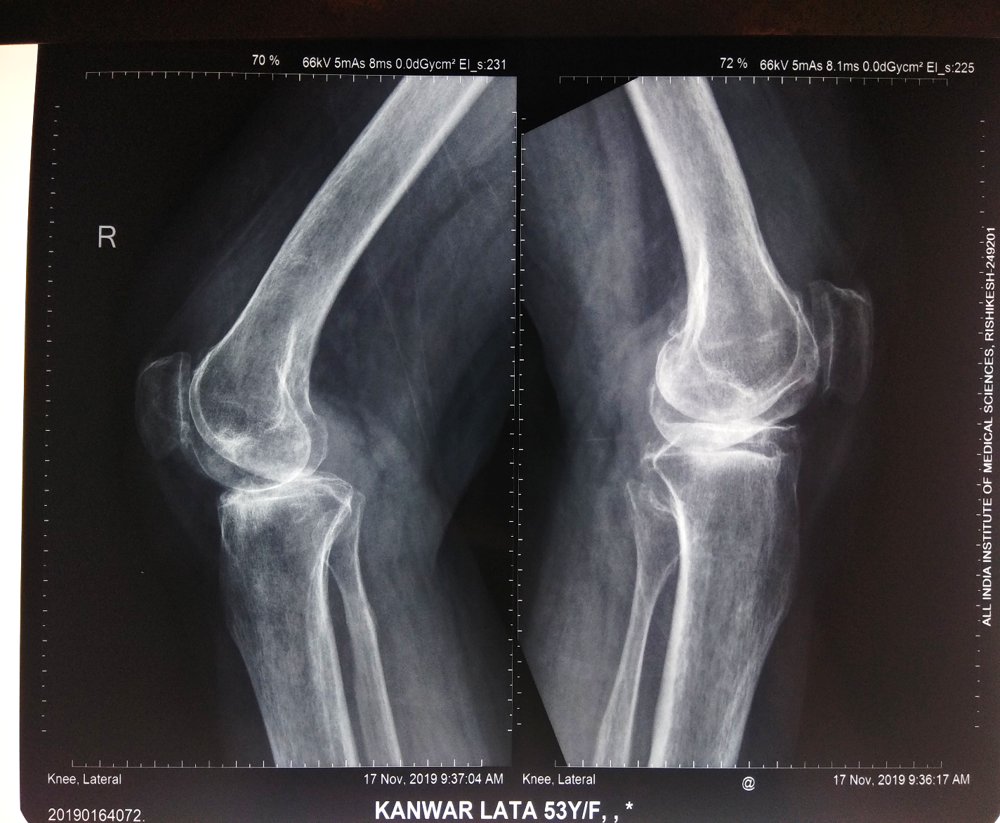 70 % 66kV 5mAs 8ms 0.0dGycm² EI_s:231
72 % 66kV 5mAs 8.1ms 0.0dGycm² EI_s:225
R
ALL INDIA INSTITUTE OF MEDICAL SCIENCES, RISHIKESH-249201
Knee, Lateral 17 Nov, 2019 9:37:04 AM
Knee, Lateral @ 17 Nov, 2019 9:36:17 AM
20190164072.
KANWAR LATA 53Y/F, , *